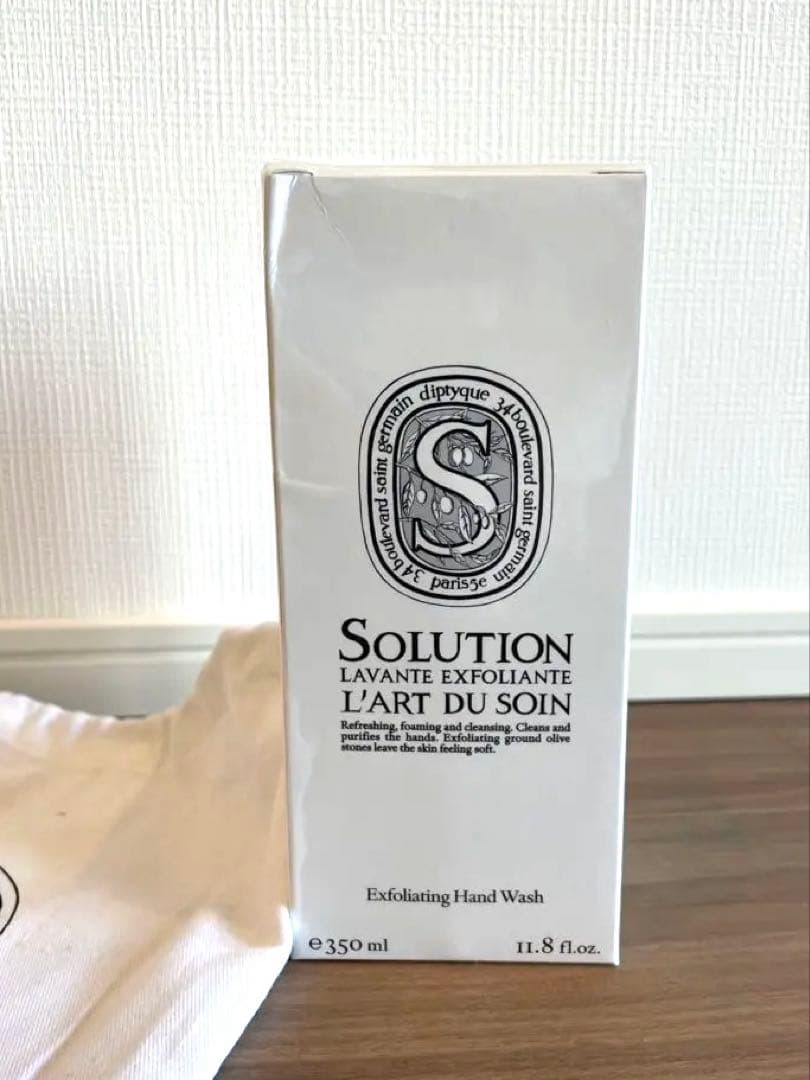 diptyque 34 boulevard saint germain paris5e 34 boulevard saint germain
S
SOLUTION
LAVANTE EXFOLIANTE
L'ART DU SOIN
Refreshing, foaming and cleansing. Cleans and
purifies the hands. Exfoliating ground olive
stones leave the skin feeling soft.
Exfoliating Hand Wash
℮350 ml 11.8 fl.oz.